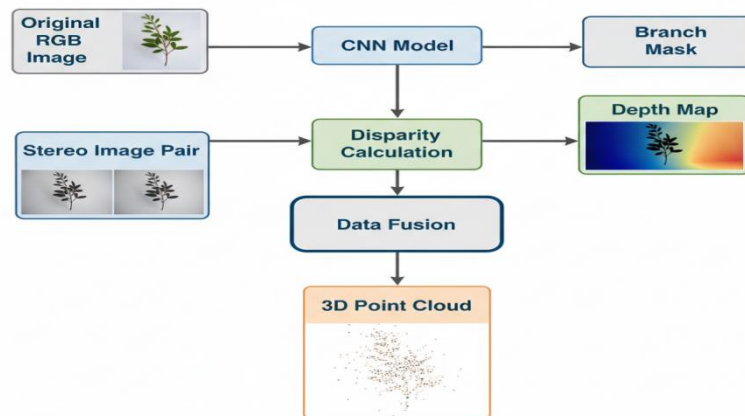 Original
RGB
Image
CNN Model
Branch
Mask
Stereo Image Pair
Disparity
Calculation
Depth Map
Data Fusion
3D Point Cloud